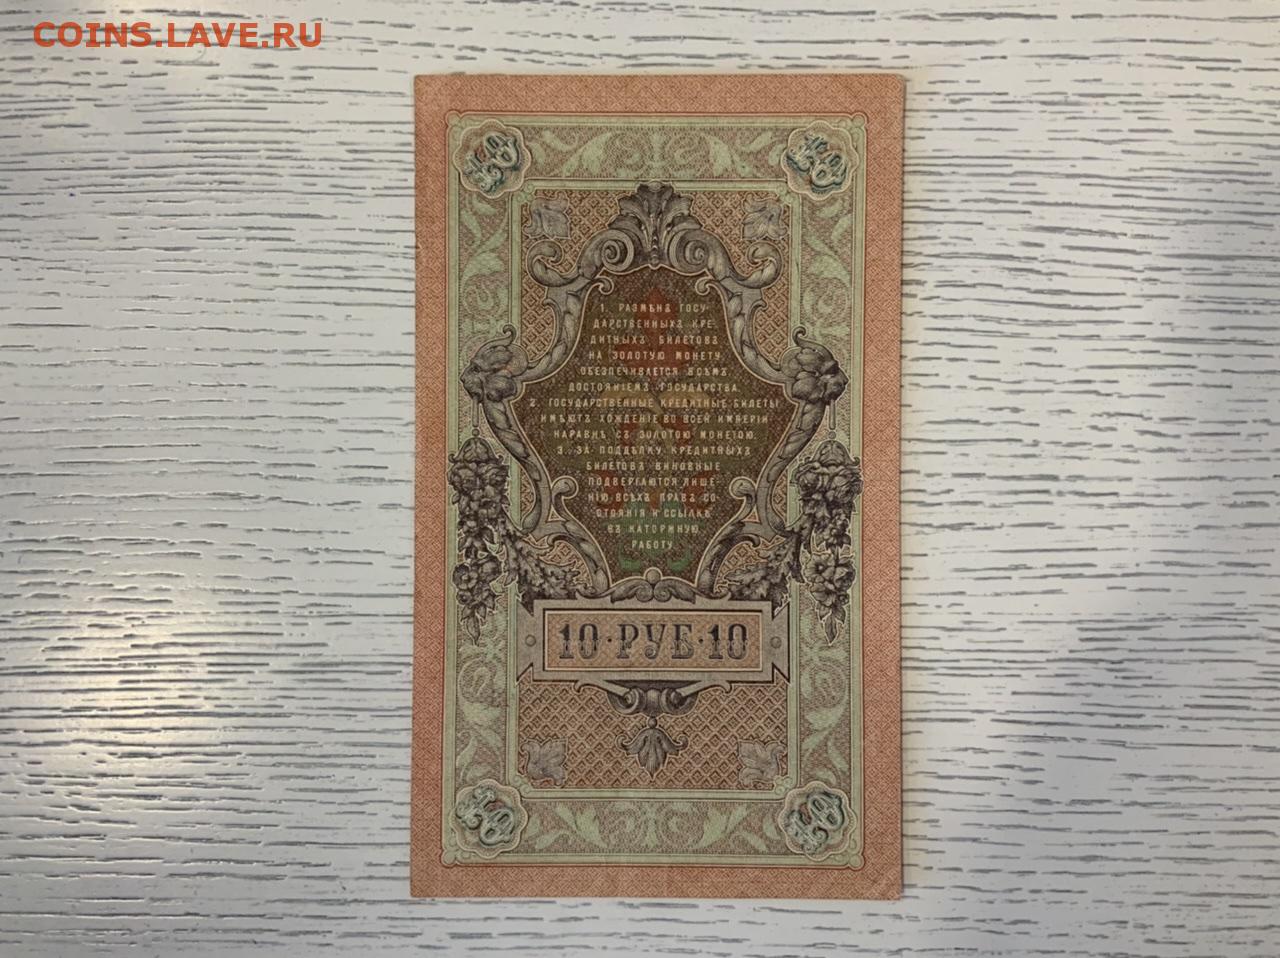 COINS.LAVE.RU
1. РАЗМѢНЪ ГОСУ-
ДАРСТВЕННЫХЪ КРЕ-
ДИТНЫХЪ БИЛЕТОВЪ
НА ЗОЛОТУЮ МОНЕТУ
ОБЕЗПЕЧИВАЕТСЯ ВСѢМЪ
ДОСТОЯНІЕМЪ ГОСУДАРСТВА.
2. ГОСУДАРСТВЕННЫЕ КРЕДИТНЫЕ БИЛЕТЫ
ИМѢЮТЪ ХОЖДЕНІЕ ВО ВСЕЙ ИМПЕРІИ
НАРАВНѢ СЪ ЗОЛОТОЮ МОНЕТОЮ.
3. ЗА ПОДДѢЛКУ КРЕДИТНЫХЪ
БИЛЕТОВЪ ВИНОВНЫЕ
ПОДВЕРГАЮТСЯ ЛИШЕ-
НІЮ ВСѢХЪ ПРАВЪ СО-
СТОЯНІЯ И ССЫЛКѢ
ВЪ КАТОРЖНУЮ
РАБОТУ.
10·РУБ·10